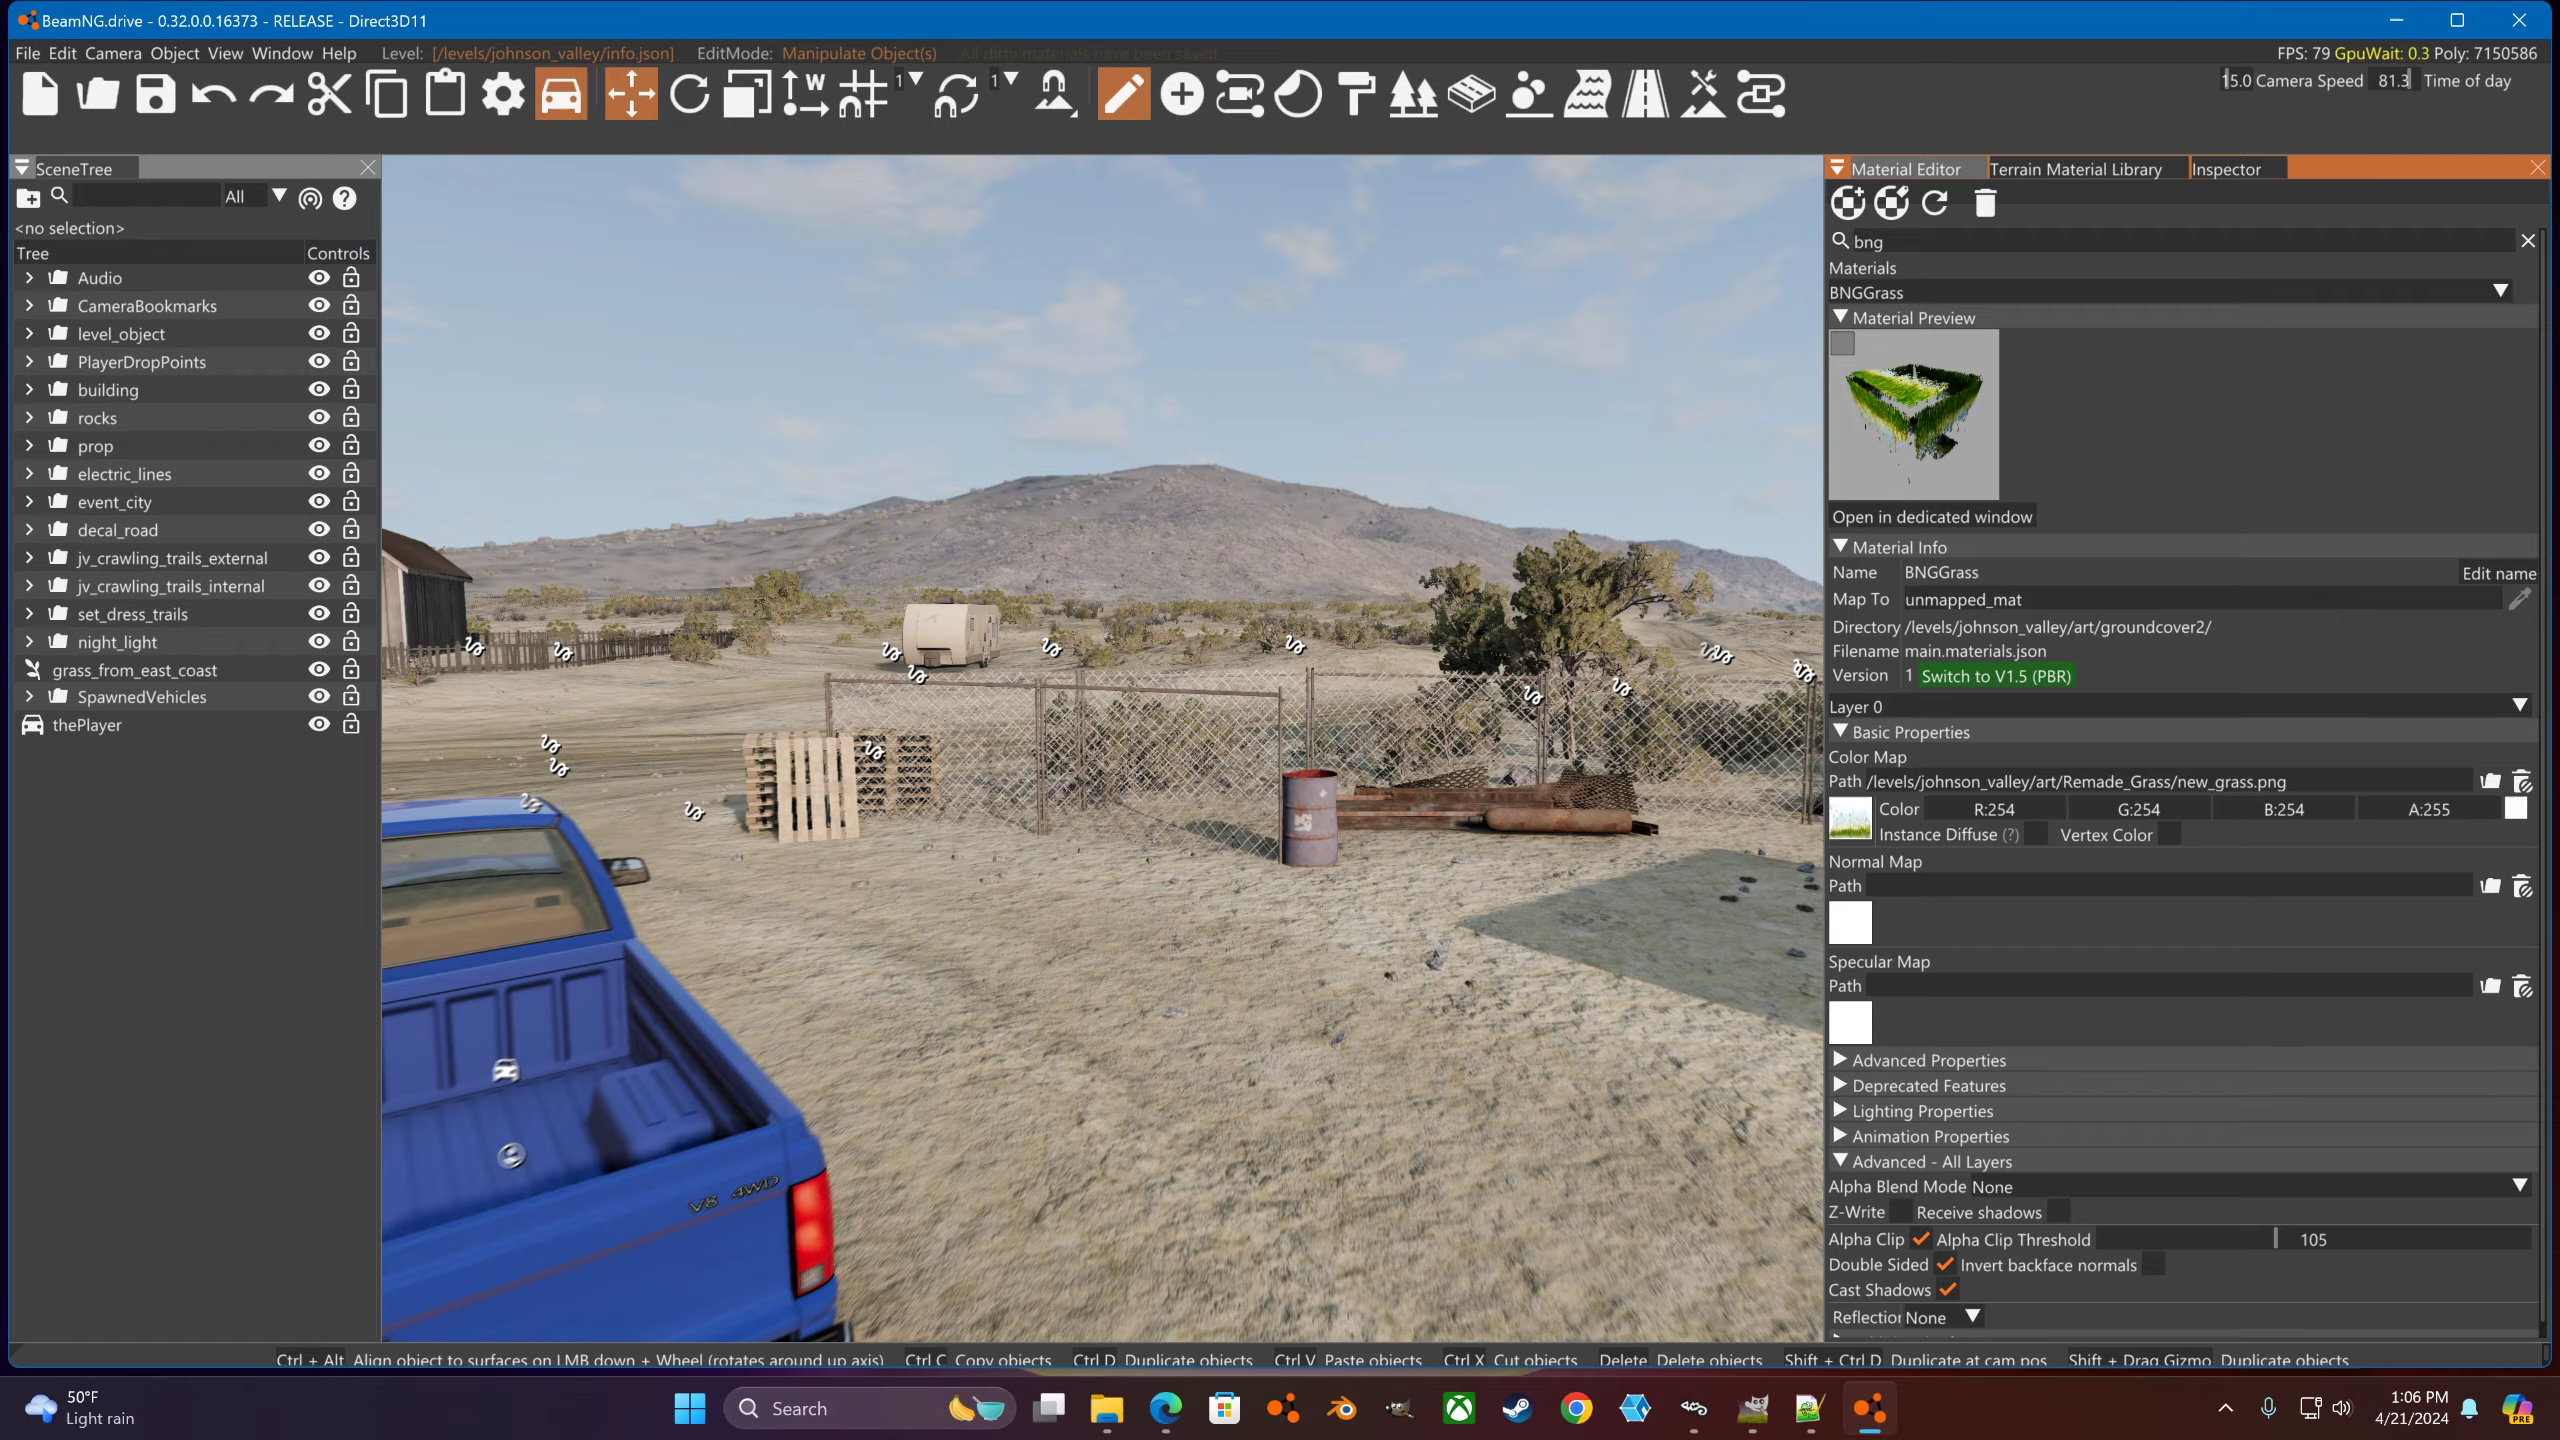 BeamNG.drive - 0.32.0.0.16373 - RELEASE - Direct3D11
File Edit Camera Object View Window Help Level: [/levels/johnson_valley/info.json] EditMode: Manipulate Object(s) All dirty materials have been saved
FPS: 79 GpuWait: 0.3 Poly: 7150586
15.0 Camera Speed 81.3 Time of day
W 1 1
SceneTree
All
<no selection>
Tree Controls
Audio
CameraBookmarks
level_object
PlayerDropPoints
building
rocks
prop
electric_lines
event_city
decal_road
jv_crawling_trails_external
jv_crawling_trails_internal
set_dress_trails
night_light
grass_from_east_coast
SpawnedVehicles
thePlayer
V8 4WD
Material Editor Terrain Material Library Inspector
bng
Materials
BNGGrass
Material Preview
Open in dedicated window
Material Info
Name BNGGrass Edit name
Map To unmapped_mat
Directory /levels/johnson_valley/art/groundcover2/
Filename main.materials.json
Version 1 Switch to V1.5 (PBR)
Layer 0
Basic Properties
Color Map
Path /levels/johnson_valley/art/Remade_Grass/new_grass.png
Color R:254 G:254 B:254 A:255
Instance Diffuse (?) Vertex Color
Normal Map
Path
Specular Map
Path
Advanced Properties
Deprecated Features
Lighting Properties
Animation Properties
Advanced - All Layers
Alpha Blend Mode None
Z-Write Receive shadows
Alpha Clip Alpha Clip Threshold 105
Double Sided Invert backface normals
Cast Shadows
Reflection None
Ctrl + Alt Align object to surfaces on LMB down + Wheel (rotates around up axis) Ctrl C Copy objects Ctrl D Duplicate objects Ctrl V Paste objects Ctrl X Cut objects Delete Delete objects Shift + Ctrl D Duplicate at cam pos Shift + Drag Gizmo Duplicate objects
50°F
Light rain
Search
1:06 PM
4/21/2024
PRE